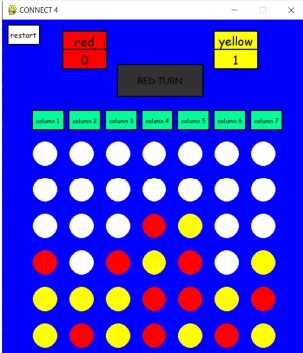 CONNECT 4
restart
red
0
yellow
1
RED TURN
column 1 column 2 column 3 column 4 column 5 column 6 column 7